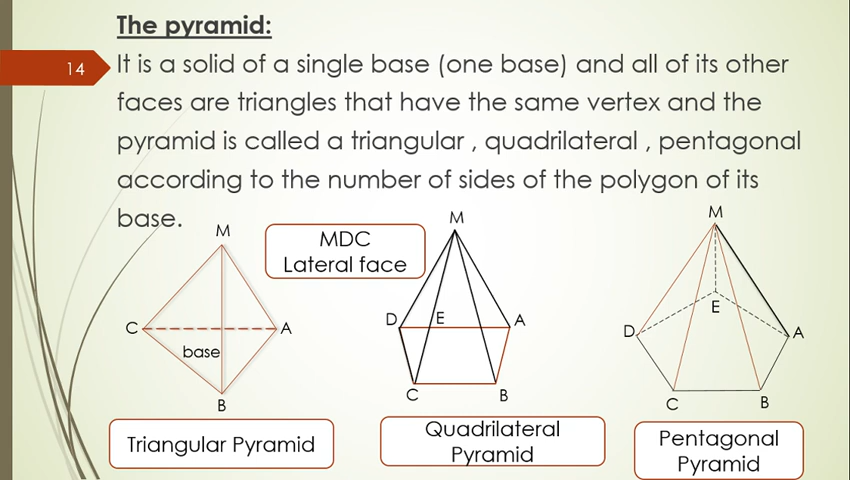 The pyramid:
14
It is a solid of a single base (one base) and all of its other
faces are triangles that have the same vertex and the
pyramid is called a triangular , quadrilateral , pentagonal
according to the number of sides of the polygon of its
base.
M
C
A
base
B
Triangular Pyramid
MDC
Lateral face
M
D
E
A
C
B
Quadrilateral
Pyramid
M
E
D
A
C
B
Pentagonal
Pyramid